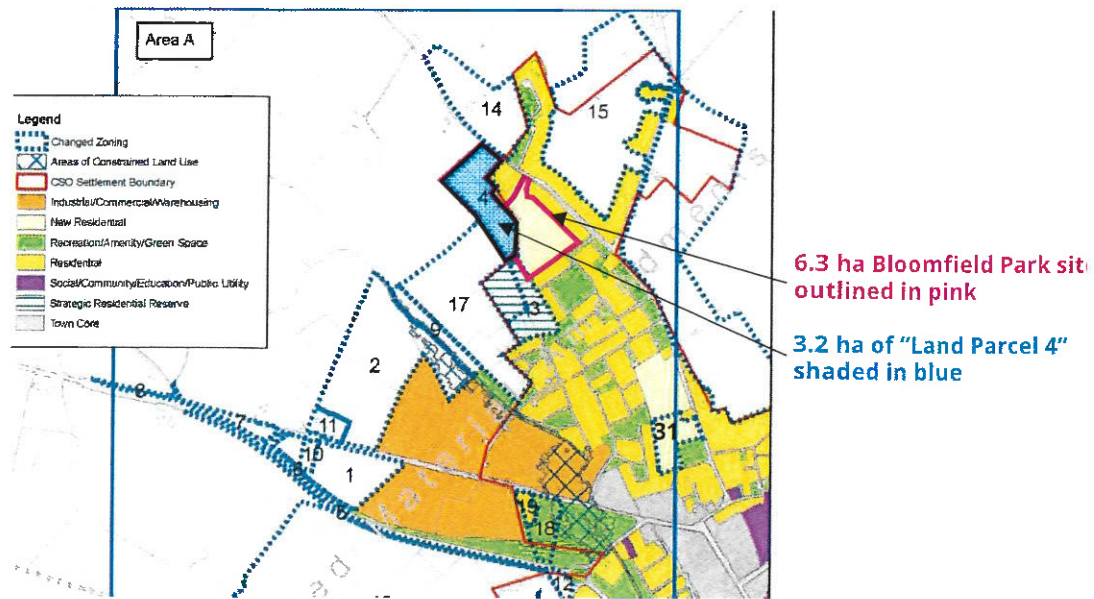 Area A
Legend
Changed Zoning
Areas of Constrained Land Use
CSO Settlement Boundary
Industrial/Commercial/Warehousing
New Residential
Recreation/Amenity/Green Space
Residential
Social/Community/Education/Public Utility
Strategic Residential Reserve
Town Core
14
15
4
6.3 ha Bloomfield Park site
outlined in pink
3.2 ha of "Land Parcel 4"
shaded in blue
17
3
9
2
8
7
11
10
1
31
19
18
12